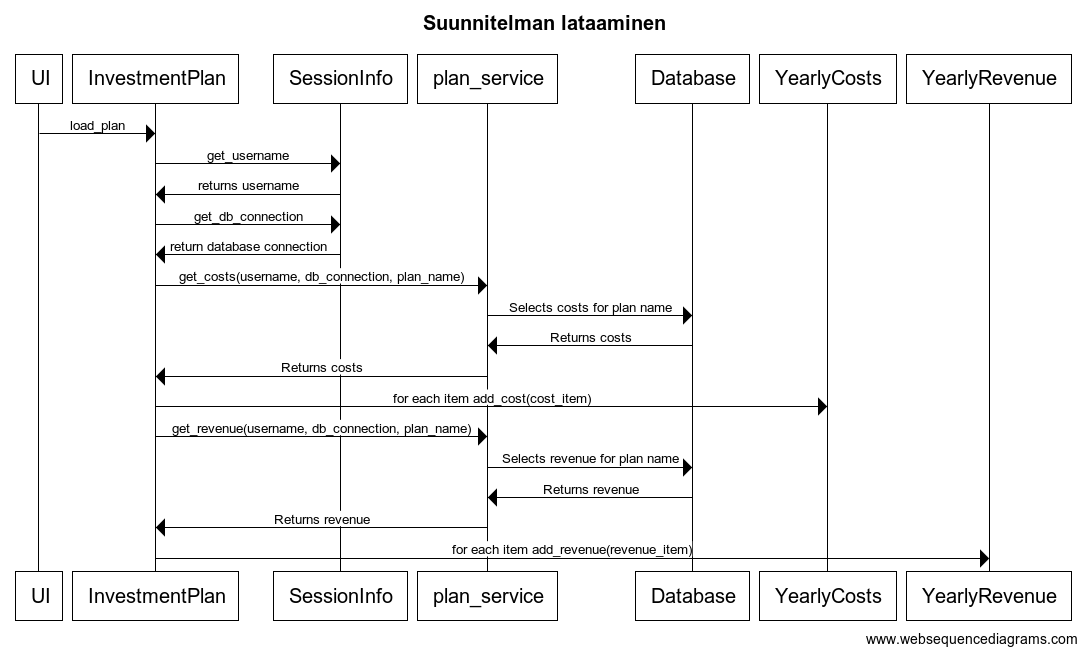 Suunnitelman lataaminen
UI InvestmentPlan SessionInfo plan_service Database YearlyCosts YearlyRevenue
load_plan
get_username
returns username
get_db_connection
return database connection
get_costs(username, db_connection, plan_name)
Selects costs for plan name
Returns costs
Returns costs
for each item add_cost(cost_item)
get_revenue(username, db_connection, plan_name)
Selects revenue for plan name
Returns revenue
Returns revenue
for each item add_revenue(revenue_item)
UI InvestmentPlan SessionInfo plan_service Database YearlyCosts YearlyRevenue
www.websequencediagrams.com